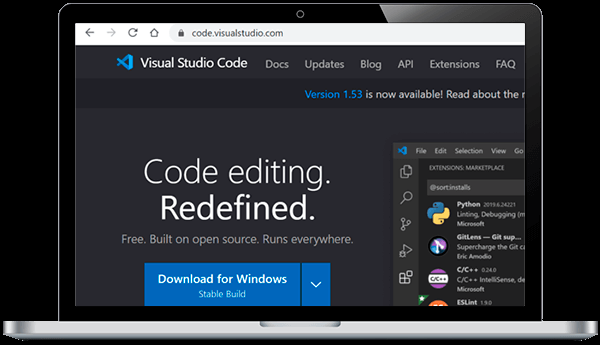 code.visualstudio.com
Visual Studio Code Docs Updates Blog API Extensions FAQ
Version 1.53 is now available! Read about the
Code editing.
Redefined.
Free. Built on open source. Runs everywhere.
Download for Windows
Stable Build
File Edit Selection View Go
EXTENSIONS: MARKETPLACE
@sort:installs
Python 2019.6.24221
Linting, Debugging
Microsoft
GitLens — Git sup...
Supercharge the Git
Eric Amodio
C/C++ 0.24.0
C/C++ IntelliSense, de
Microsoft
ESLint 1.9.0